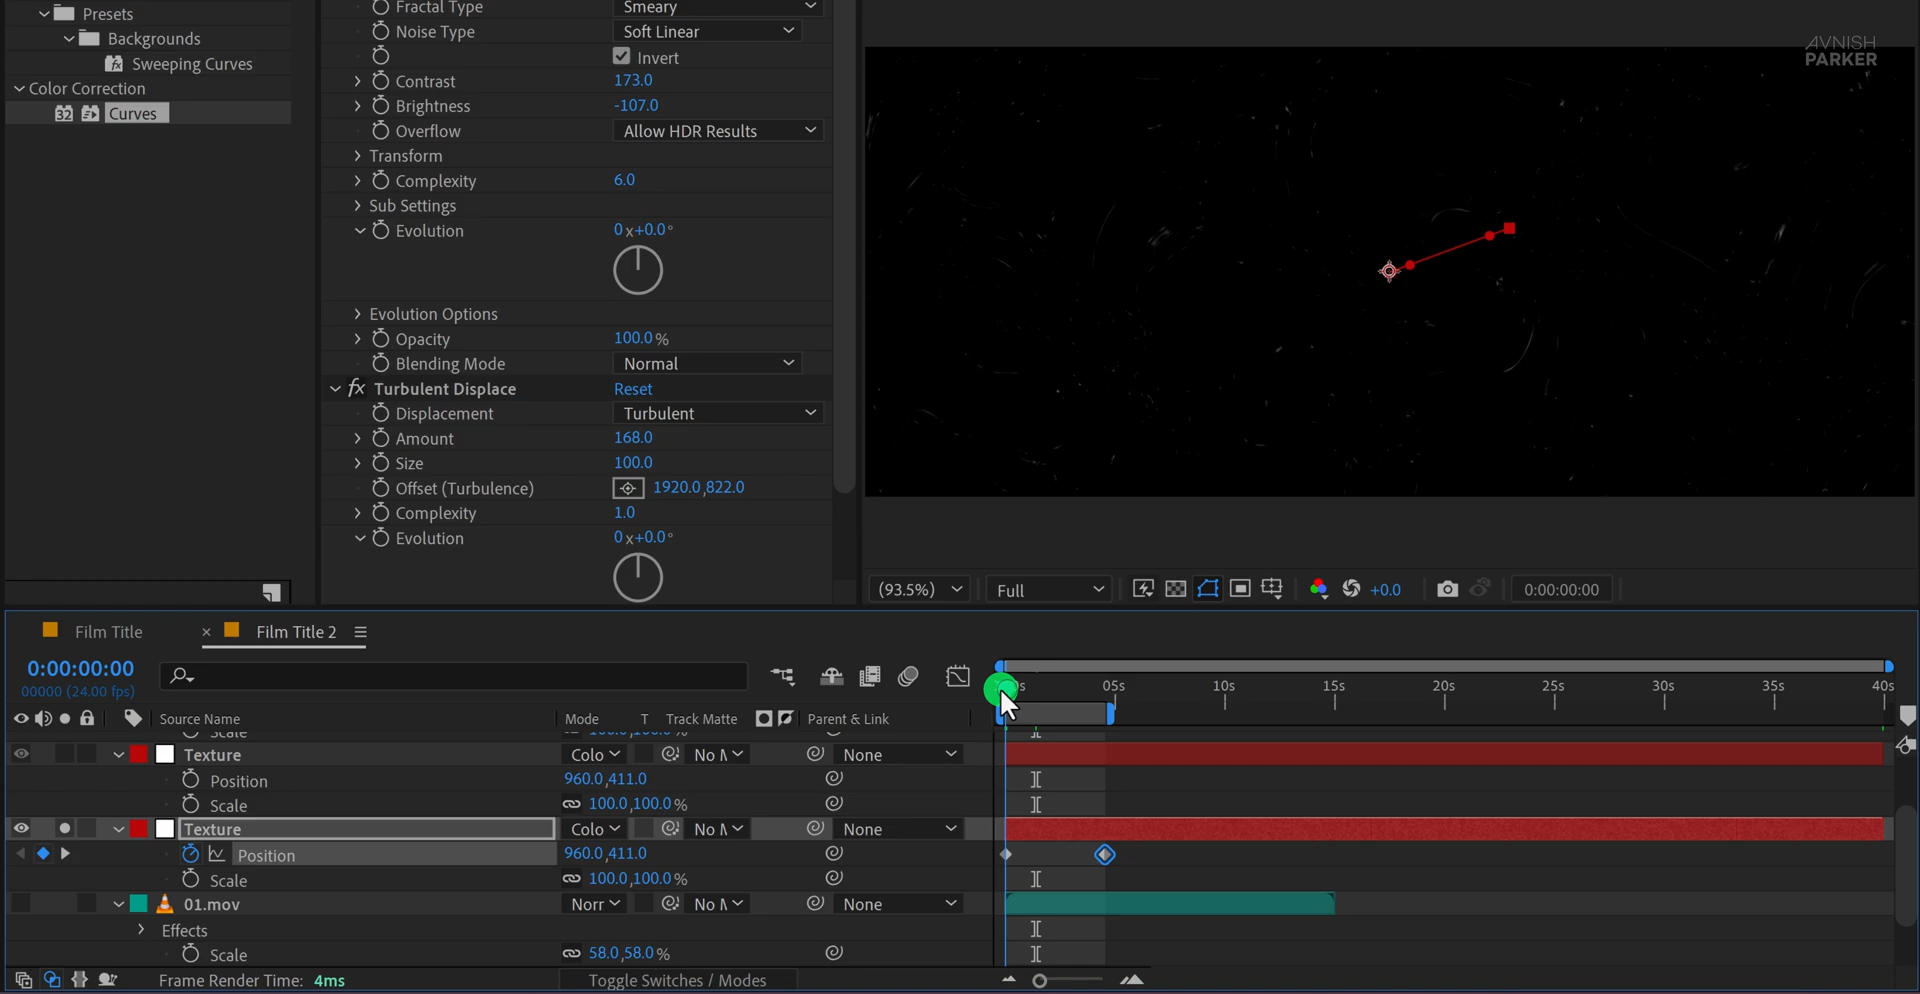 Presets
Backgrounds
Sweeping Curves
Color Correction
32 Curves
Fractal Type Smeary
Noise Type Soft Linear
Invert
Contrast 173.0
Brightness -107.0
Overflow Allow HDR Results
Transform
Complexity 6.0
Sub Settings
Evolution 0x+0.0°
Evolution Options
Opacity 100.0%
Blending Mode Normal
fx Turbulent Displace Reset
Displacement Turbulent
Amount 168.0
Size 100.0
Offset (Turbulence) 1920.0,822.0
Complexity 1.0
Evolution 0x+0.0°
AVNISH
PARKER
(93.5%) Full +0.0 0:00:00:00
Film Title × Film Title 2
0:00:00:00
00000 (24.00 fps)
05s 10s 15s 20s 25s 30s 35s 40s
Source Name Mode T Track Matte Parent & Link
Scale
Texture Colo No M None
Position 960.0,411.0
Scale 100.0,100.0%
Texture Colo No M None
Position 960.0,411.0
Scale 100.0,100.0%
01.mov Norr No M None
Effects
Scale 58.0,58.0%
Frame Render Time: 4ms Toggle Switches / Modes